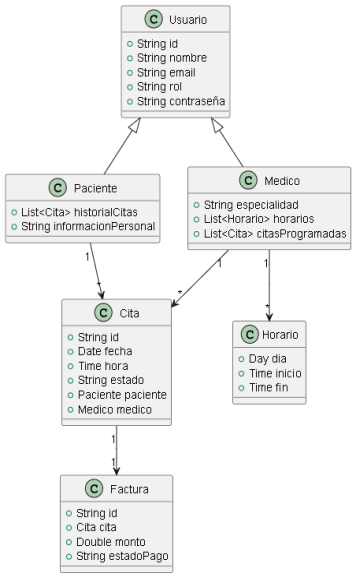 C Usuario
String id
String nombre
String email
String rol
String contraseña
C Paciente
List<Cita> historialCitas
String informacionPersonal
C Medico
String especialidad
List<Horario> horarios
List<Cita> citasProgramadas
1
1
1
*
*
*
C Cita
String id
Date fecha
Time hora
String estado
Paciente paciente
Medico medico
C Horario
Day dia
Time inicio
Time fin
1
1
C Factura
String id
Cita cita
Double monto
String estadoPago